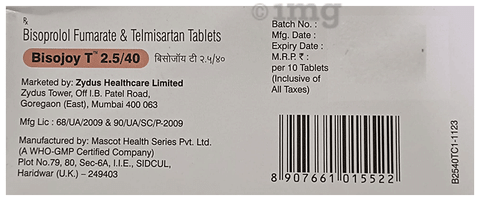 1mg
Rx
Bisoprolol Fumarate & Telmisartan Tablets
Bisojoy T™ 2.5/40 बिसोजॉय टी २.५/४०
Marketed by: Zydus Healthcare Limited
Zydus Tower, Off I.B. Patel Road,
Goregaon (East), Mumbai 400 063
Mfg Lic : 68/UA/2009 & 90/UA/SC/P-2009
Manufactured by: Mascot Health Series Pvt. Ltd.
(A WHO-GMP Certified Company)
Plot No.79, 80, Sec-6A, I.I.E., SIDCUL,
Haridwar (U.K.) – 249403
Batch No. :
Mfg. Date :
Expiry Date :
M.R.P. ₹ :
per 10 Tablets
(Inclusive of
All Taxes)
8 907661 015522
B2540TC1-1123